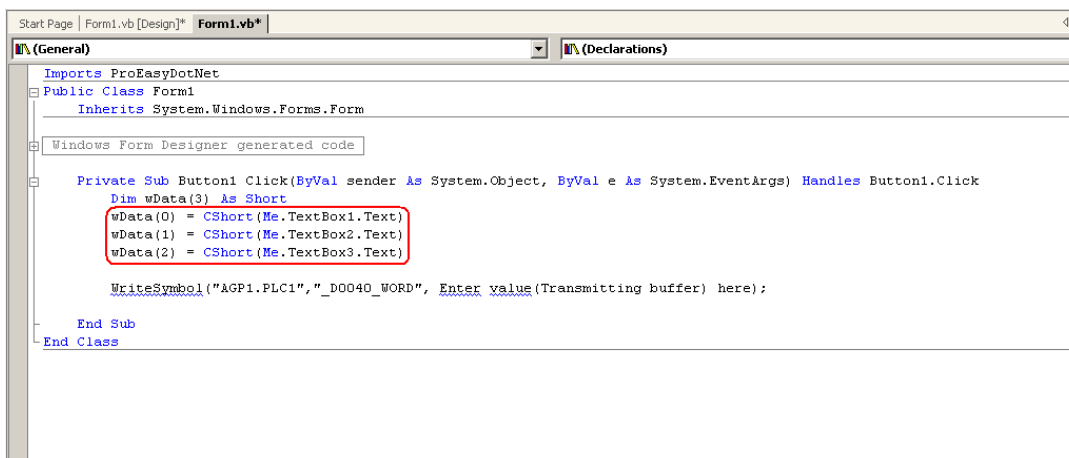 Start Page Form1.vb [Design]* Form1.vb*
(General) (Declarations)
Imports ProEasyDotNet
Public Class Form1
Inherits System.Windows.Forms.Form
Windows Form Designer generated code
Private Sub Button1_Click(ByVal sender As System.Object, ByVal e As System.EventArgs) Handles Button1.Click
Dim wData(3) As Short
wData(0) = CShort(Me.TextBox1.Text)
wData(1) = CShort(Me.TextBox2.Text)
wData(2) = CShort(Me.TextBox3.Text)
WriteSymbol("AGP1.PLC1","_D0040_WORD", Enter value(Transmitting buffer) here);
End Sub
End Class